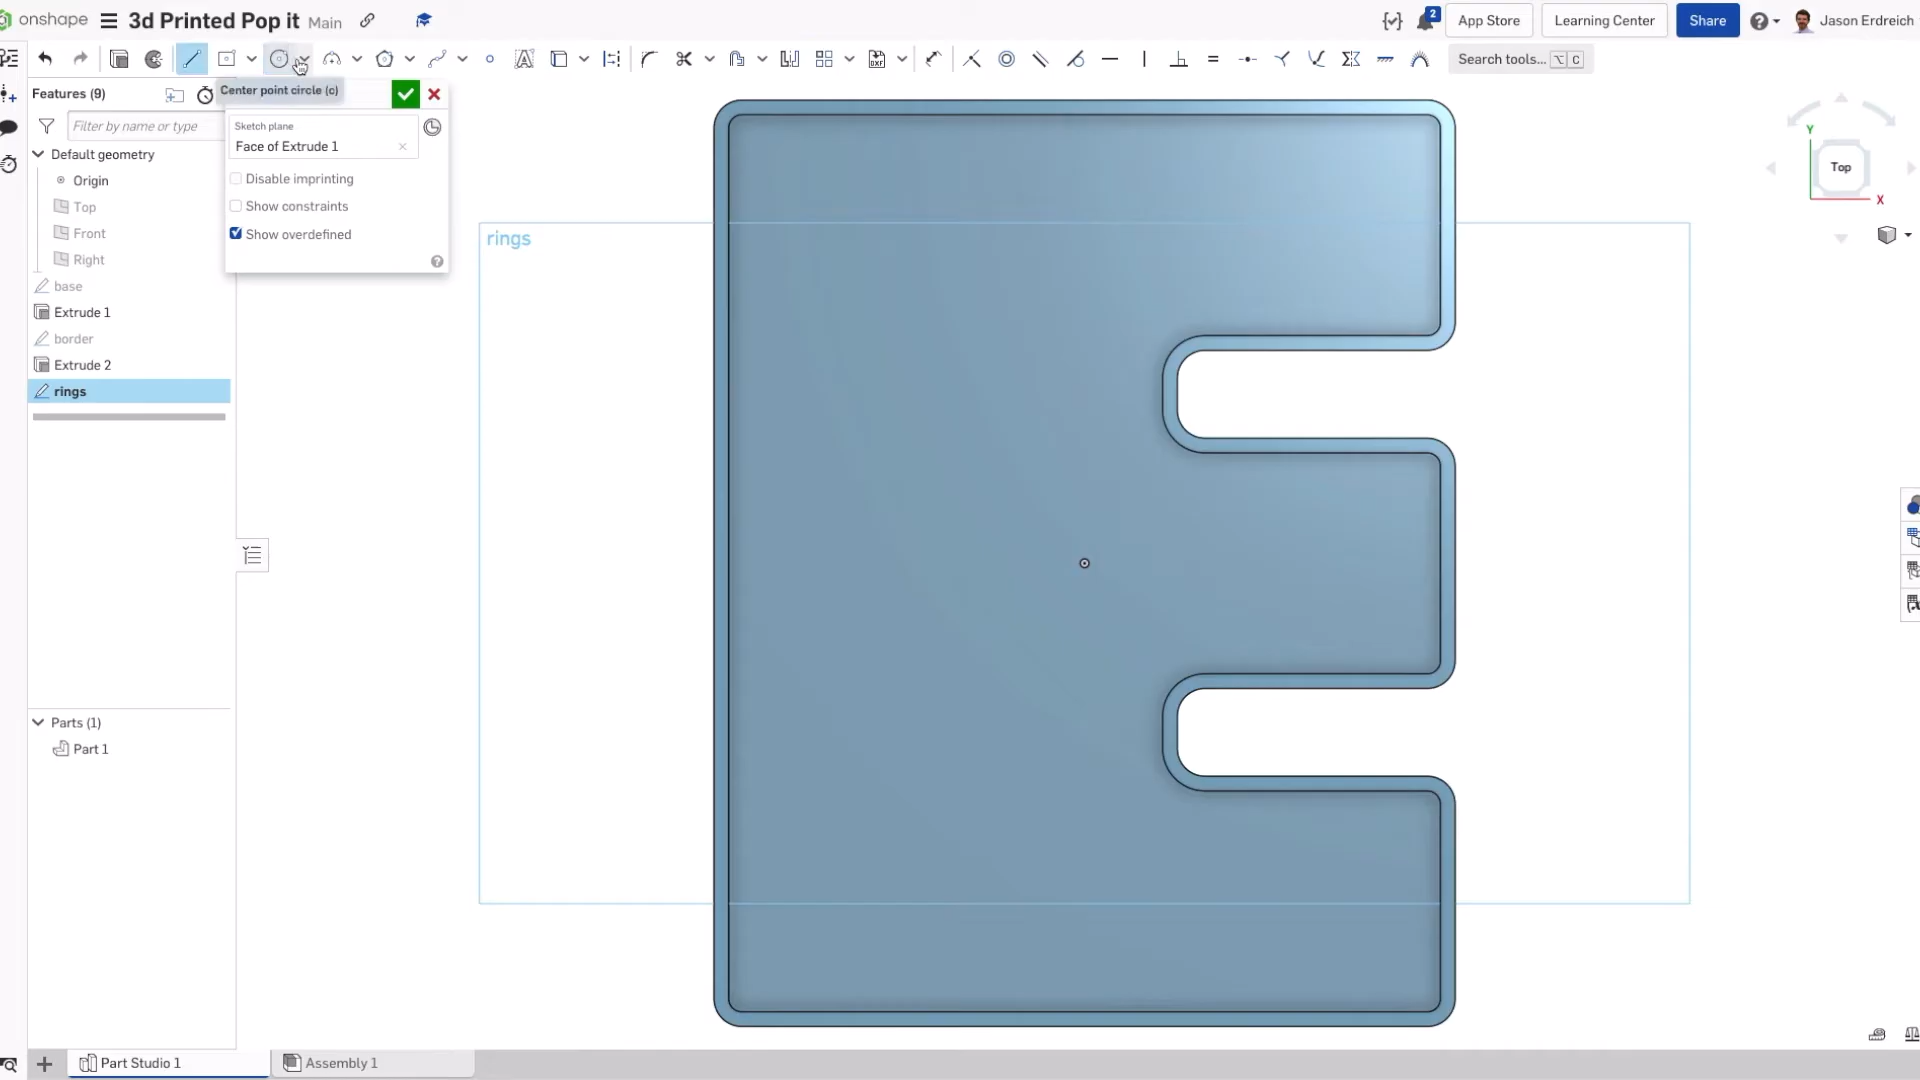 onshape 3d Printed Pop it Main 2 App Store Learning Center Share Jason Erdreich
Search tools... ⌥ C
Features (9)
Center point circle (c)
Filter by name or type
Sketch plane
Face of Extrude 1
Disable imprinting
Show constraints
Show overdefined
Default geometry
Origin
Top
Front
Right
base
Extrude 1
border
Extrude 2
rings
rings
Y
Top
X
Parts (1)
Part 1
Part Studio 1
Assembly 1